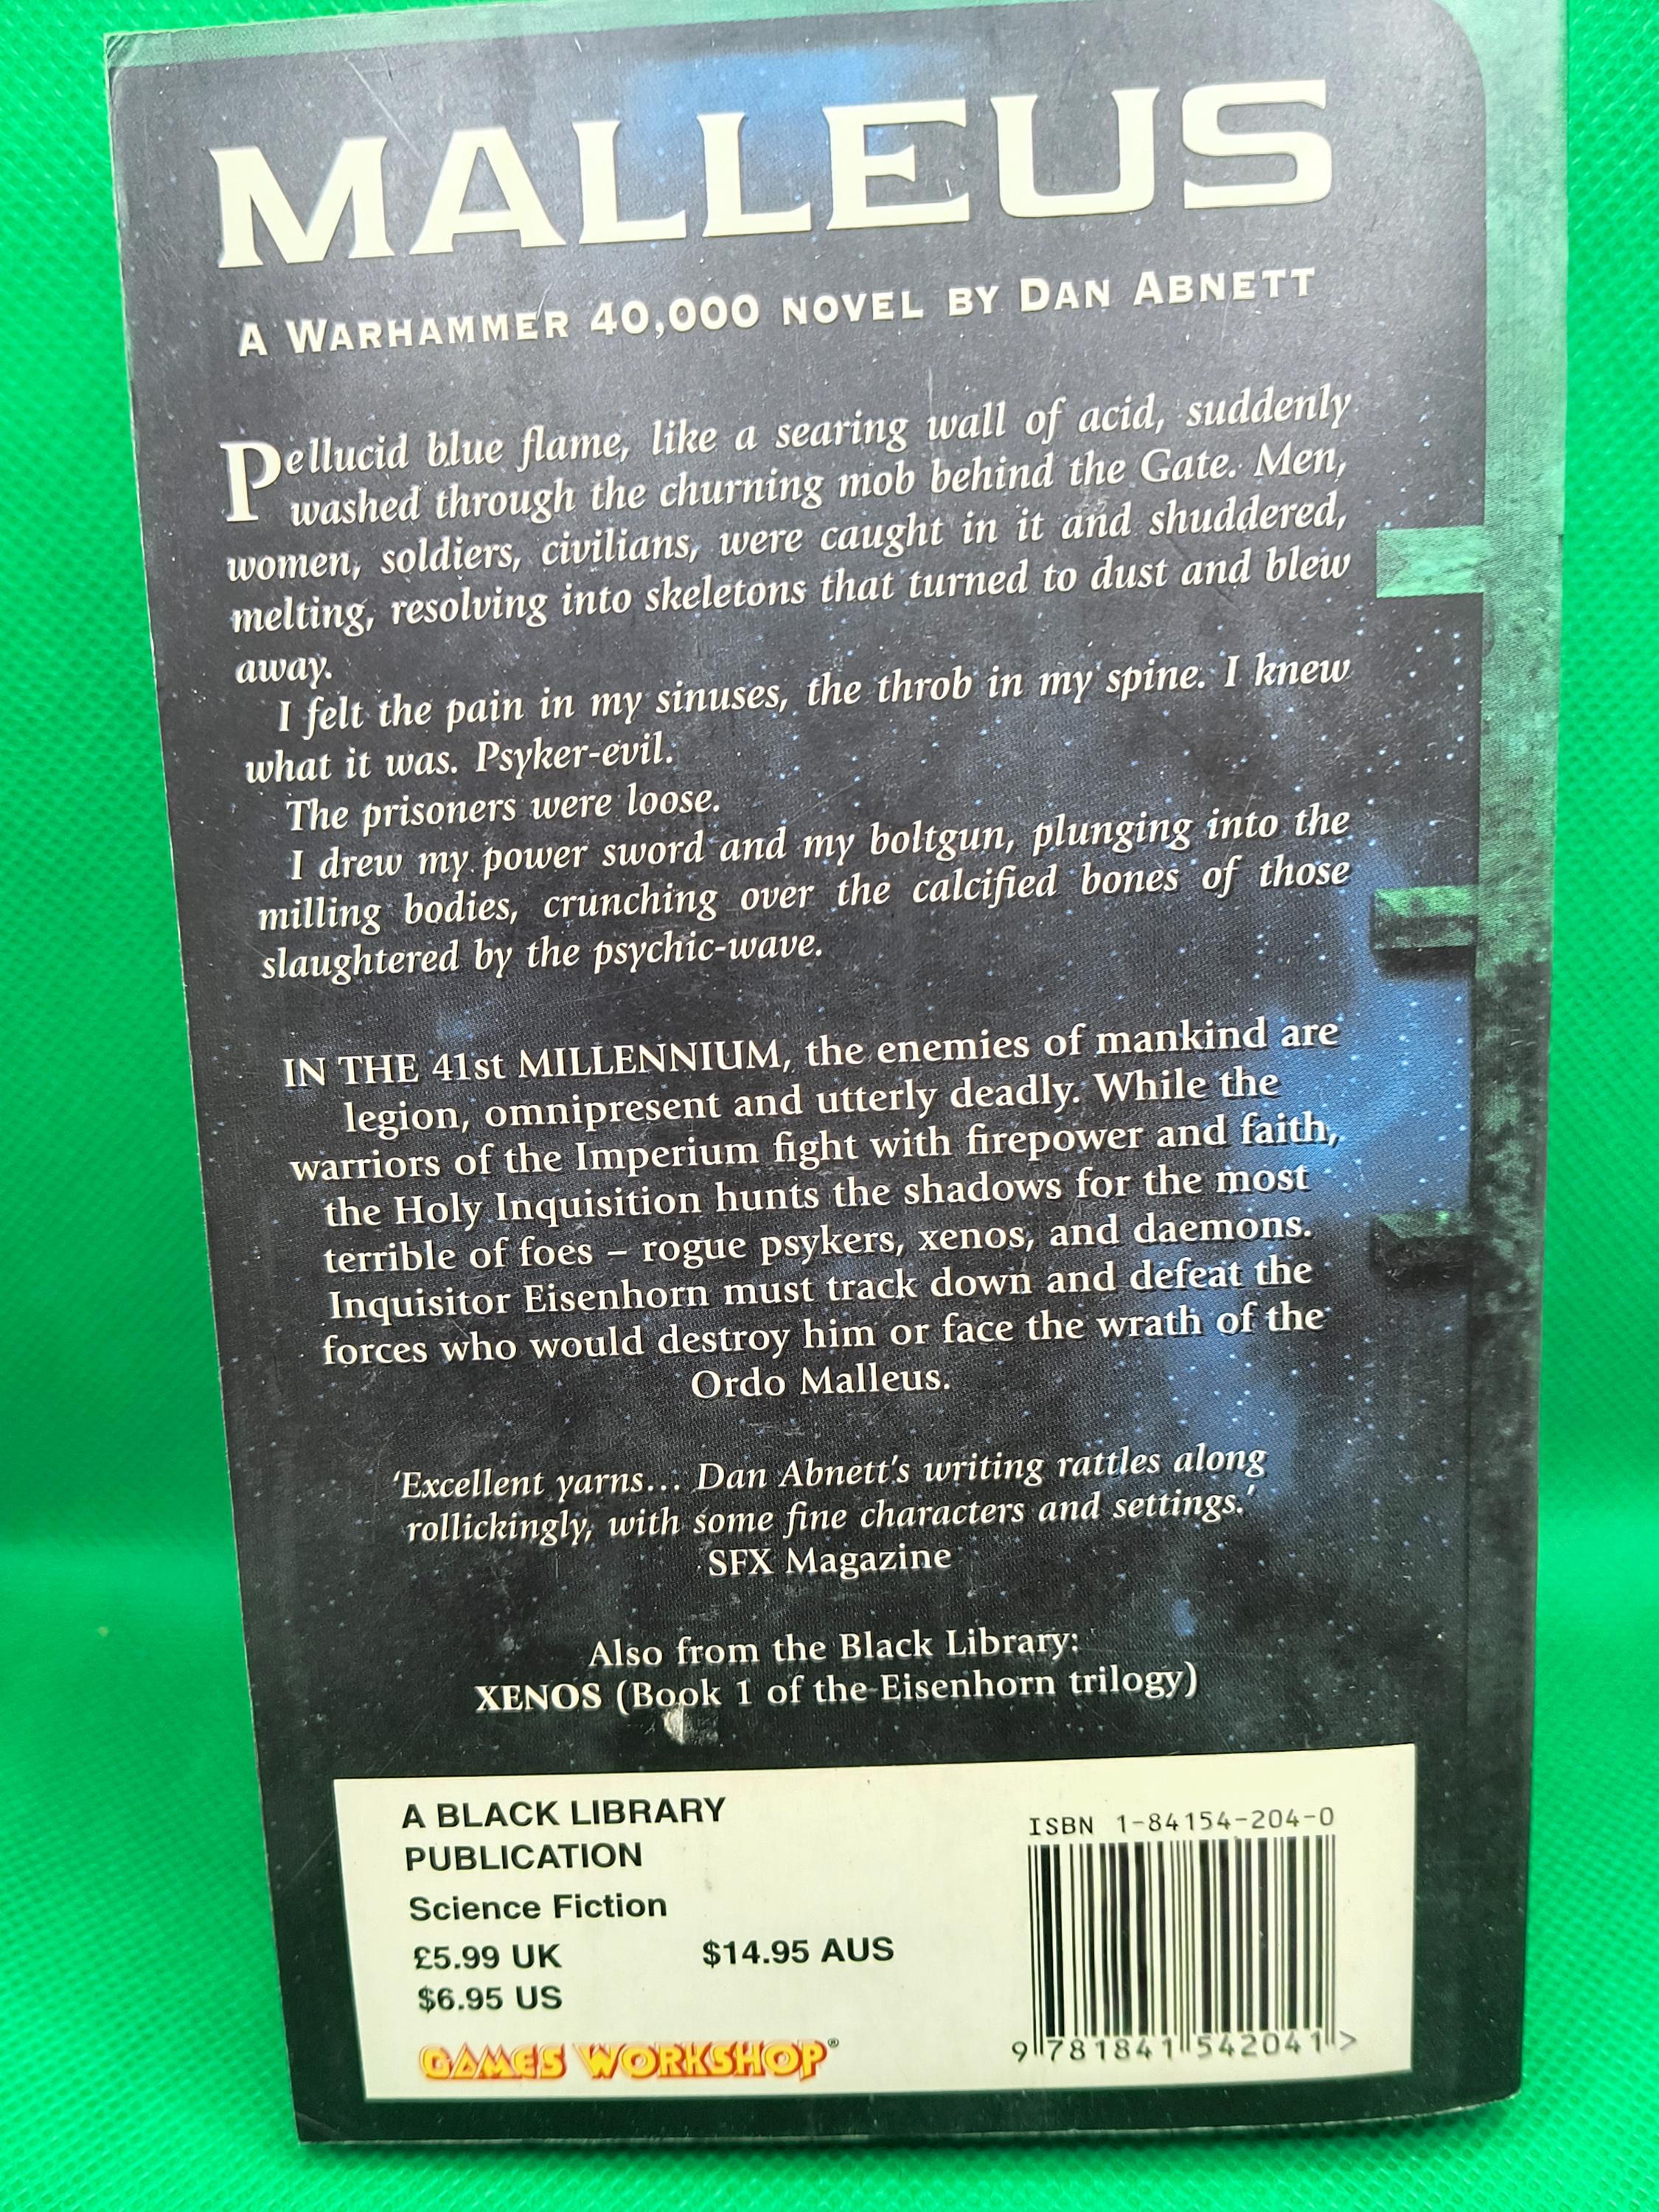 MALLEUS
A WARHAMMER 40,000 NOVEL BY DAN ABNETT
Pellucid blue flame, like a searing wall of acid, suddenly
washed through the churning mob behind the Gate. Men,
women, soldiers, civilians, were caught in it and shuddered,
melting, resolving into skeletons that turned to dust and blew
away.
I felt the pain in my sinuses, the throb in my spine. I knew
what it was. Psyker-evil.
The prisoners were loose.
I drew my power sword and my boltgun, plunging into the
milling bodies, crunching over the calcified bones of those
slaughtered by the psychic-wave.
IN THE 41st MILLENNIUM, the enemies of mankind are
legion, omnipresent and utterly deadly. While the
warriors of the Imperium fight with firepower and faith,
the Holy Inquisition hunts the shadows for the most
terrible of foes – rogue psykers, xenos, and daemons.
Inquisitor Eisenhorn must track down and defeat the
forces who would destroy him or face the wrath of the
Ordo Malleus.
'Excellent yarns... Dan Abnett's writing rattles along
rollickingly, with some fine characters and settings.'
SFX Magazine
Also from the Black Library:
XENOS (Book 1 of the Eisenhorn trilogy)
A BLACK LIBRARY
PUBLICATION
Science Fiction
£5.99 UK $14.95 AUS
$6.95 US
GAMES WORKSHOP®
ISBN 1-84154-204-0
9 781841 542041 >